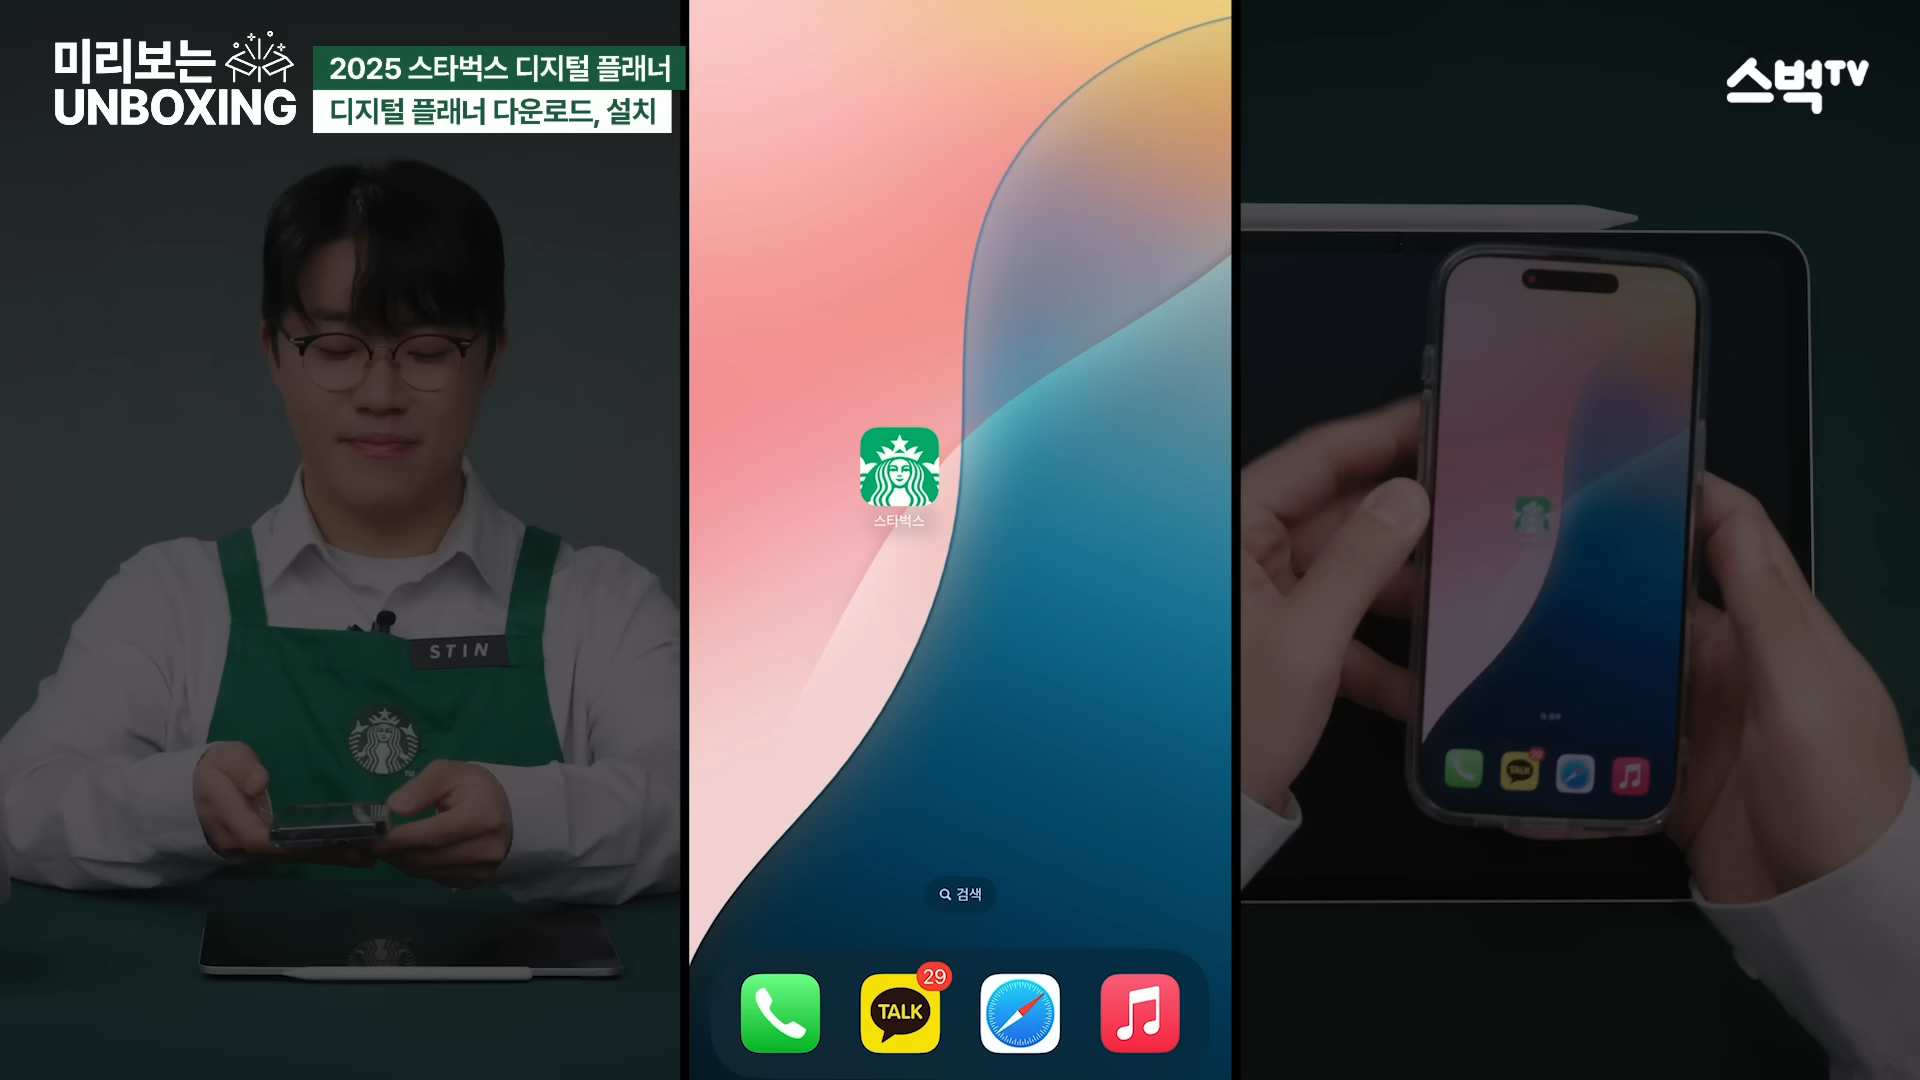 미리보는
UNBOXING
2025 스타벅스 디지털 플래너
디지털 플래너 다운로드, 설치
스벅TV
STIN
스타벅스
검색
29
TALK
TALK